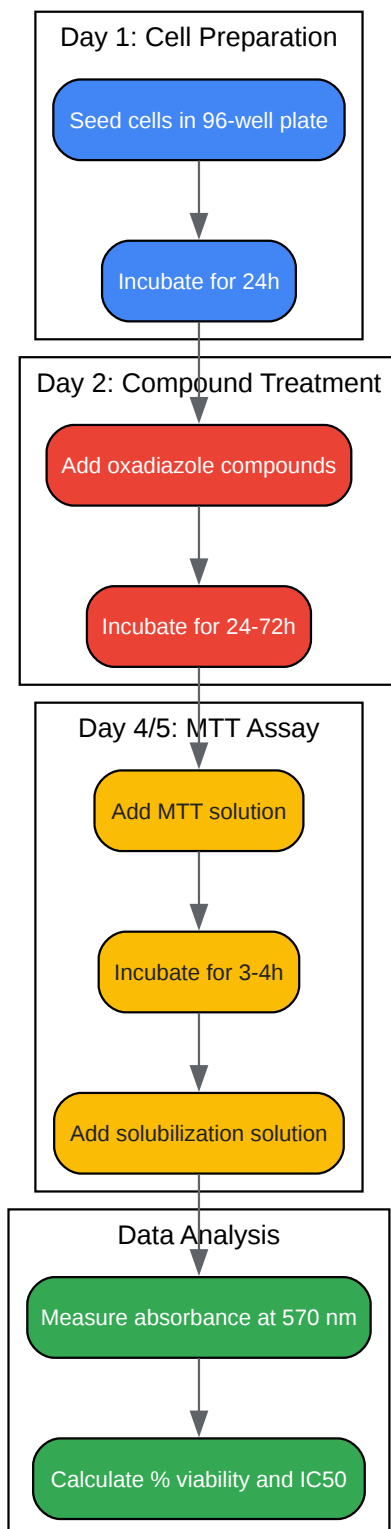 Day 1: Cell Preparation
Seed cells in 96-well plate
Incubate for 24h
Day 2: Compound Treatment
Add oxadiazole compounds
Incubate for 24-72h
Day 4/5: MTT Assay
Add MTT solution
Incubate for 3-4h
Add solubilization solution
Data Analysis
Measure absorbance at 570 nm
Calculate % viability and IC50